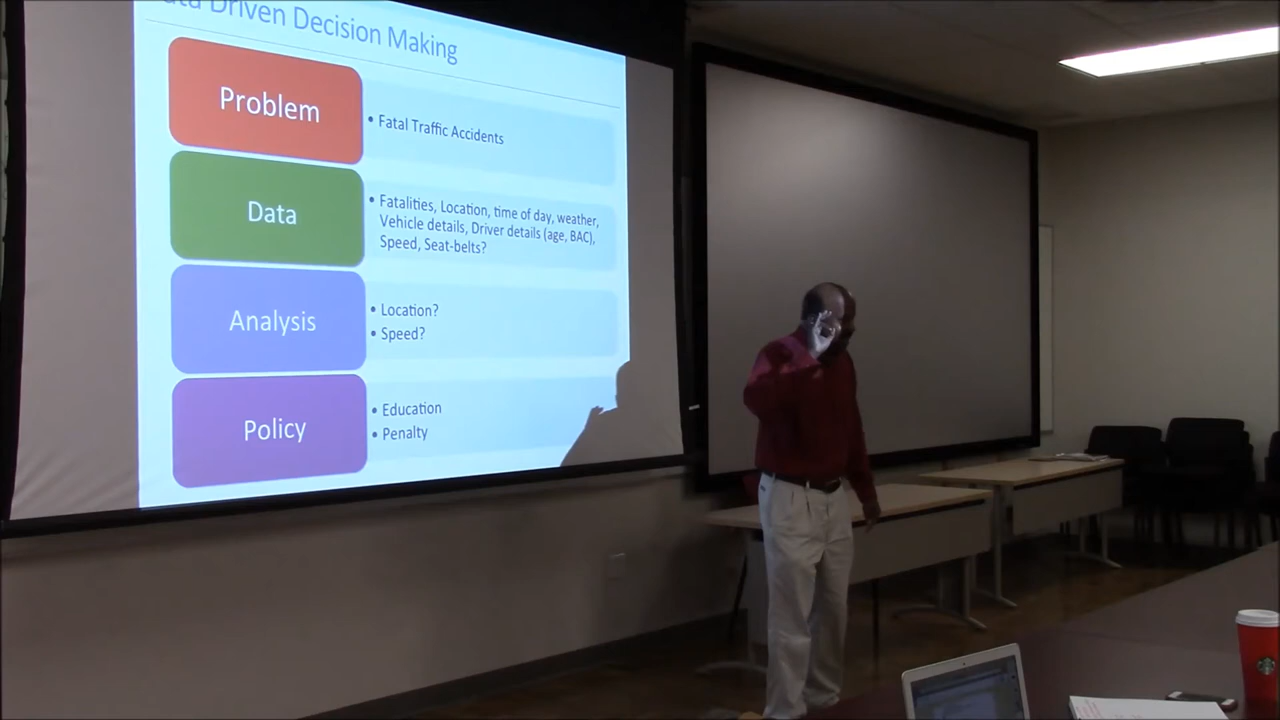 Driven Decision Making
Problem
• Fatal Traffic Accidents
Data
• Fatalities, Location, time of day, weather,
Vehicle details, Driver details (age, BAC),
Speed, Seat-belts?
Analysis
• Location?
• Speed?
Policy
• Education
• Penalty